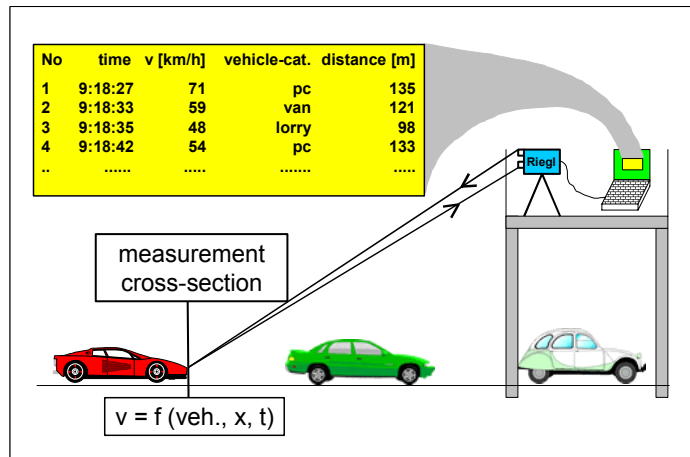 No time v [km/h] vehicle-cat. distance [m]
1 9:18:27 71 pc 135
2 9:18:33 59 van 121
3 9:18:35 48 lorry 98
4 9:18:42 54 pc 133
.. ...... ..... ....... .....
Riegl
measurement
cross-section
v = f (veh., x, t)